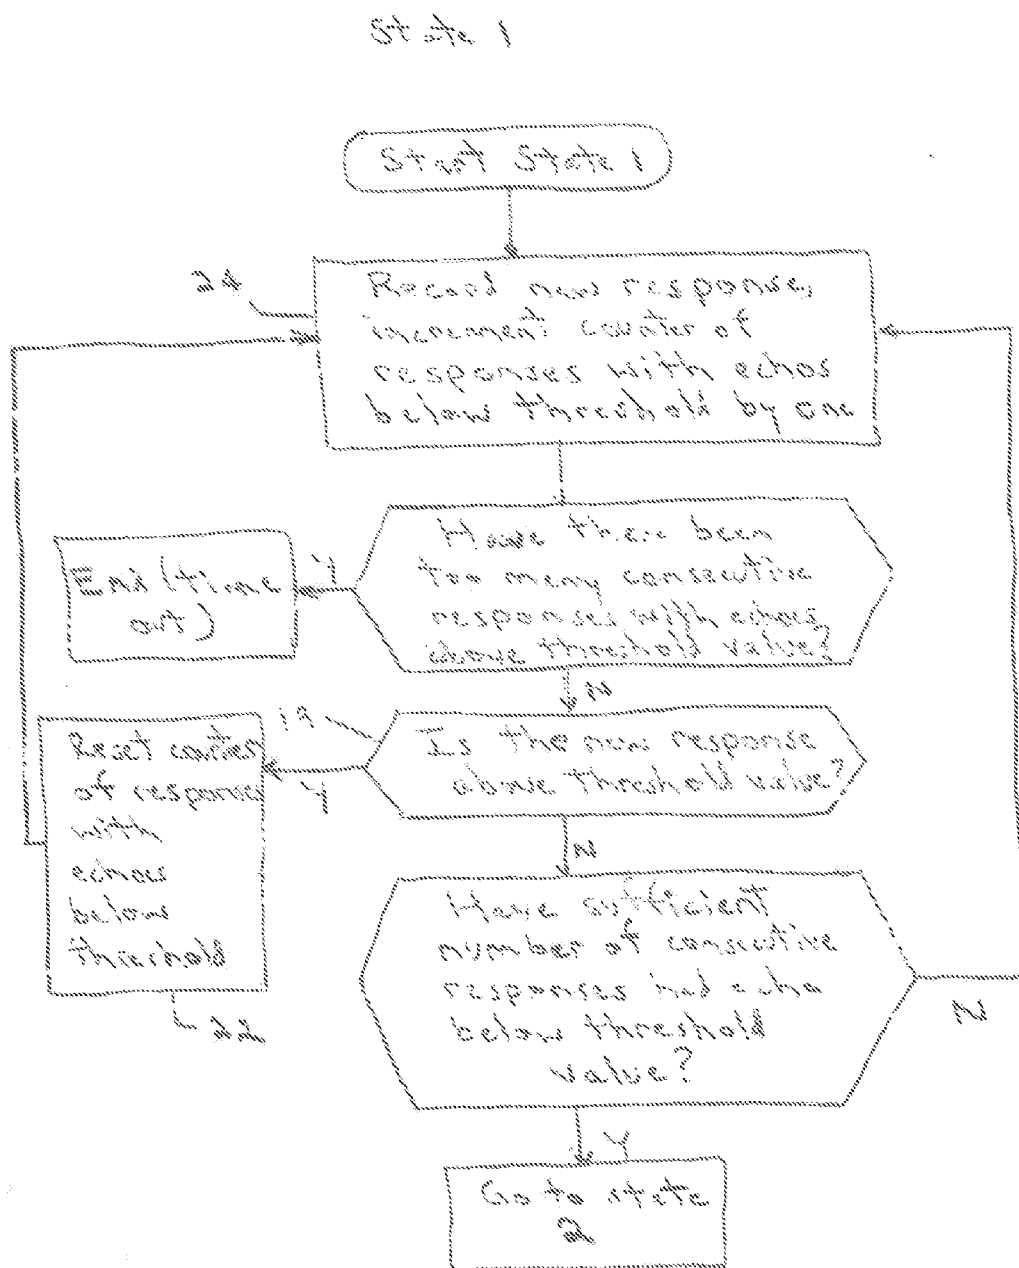 State 1
Start State 1
24
Record new response,
increment counter of
responses with echos
below threshold by one
Have there been
too many consecutive
responses with echoes
above threshold value?
Y
End (time
out)
N
19
Is the new response
above threshold value?
Y
Reset counter
of responses
with
echoes
below
threshold
22
N
Have sufficient
number of consecutive
responses had echo
below threshold
value?
N
Y
Go to state
2